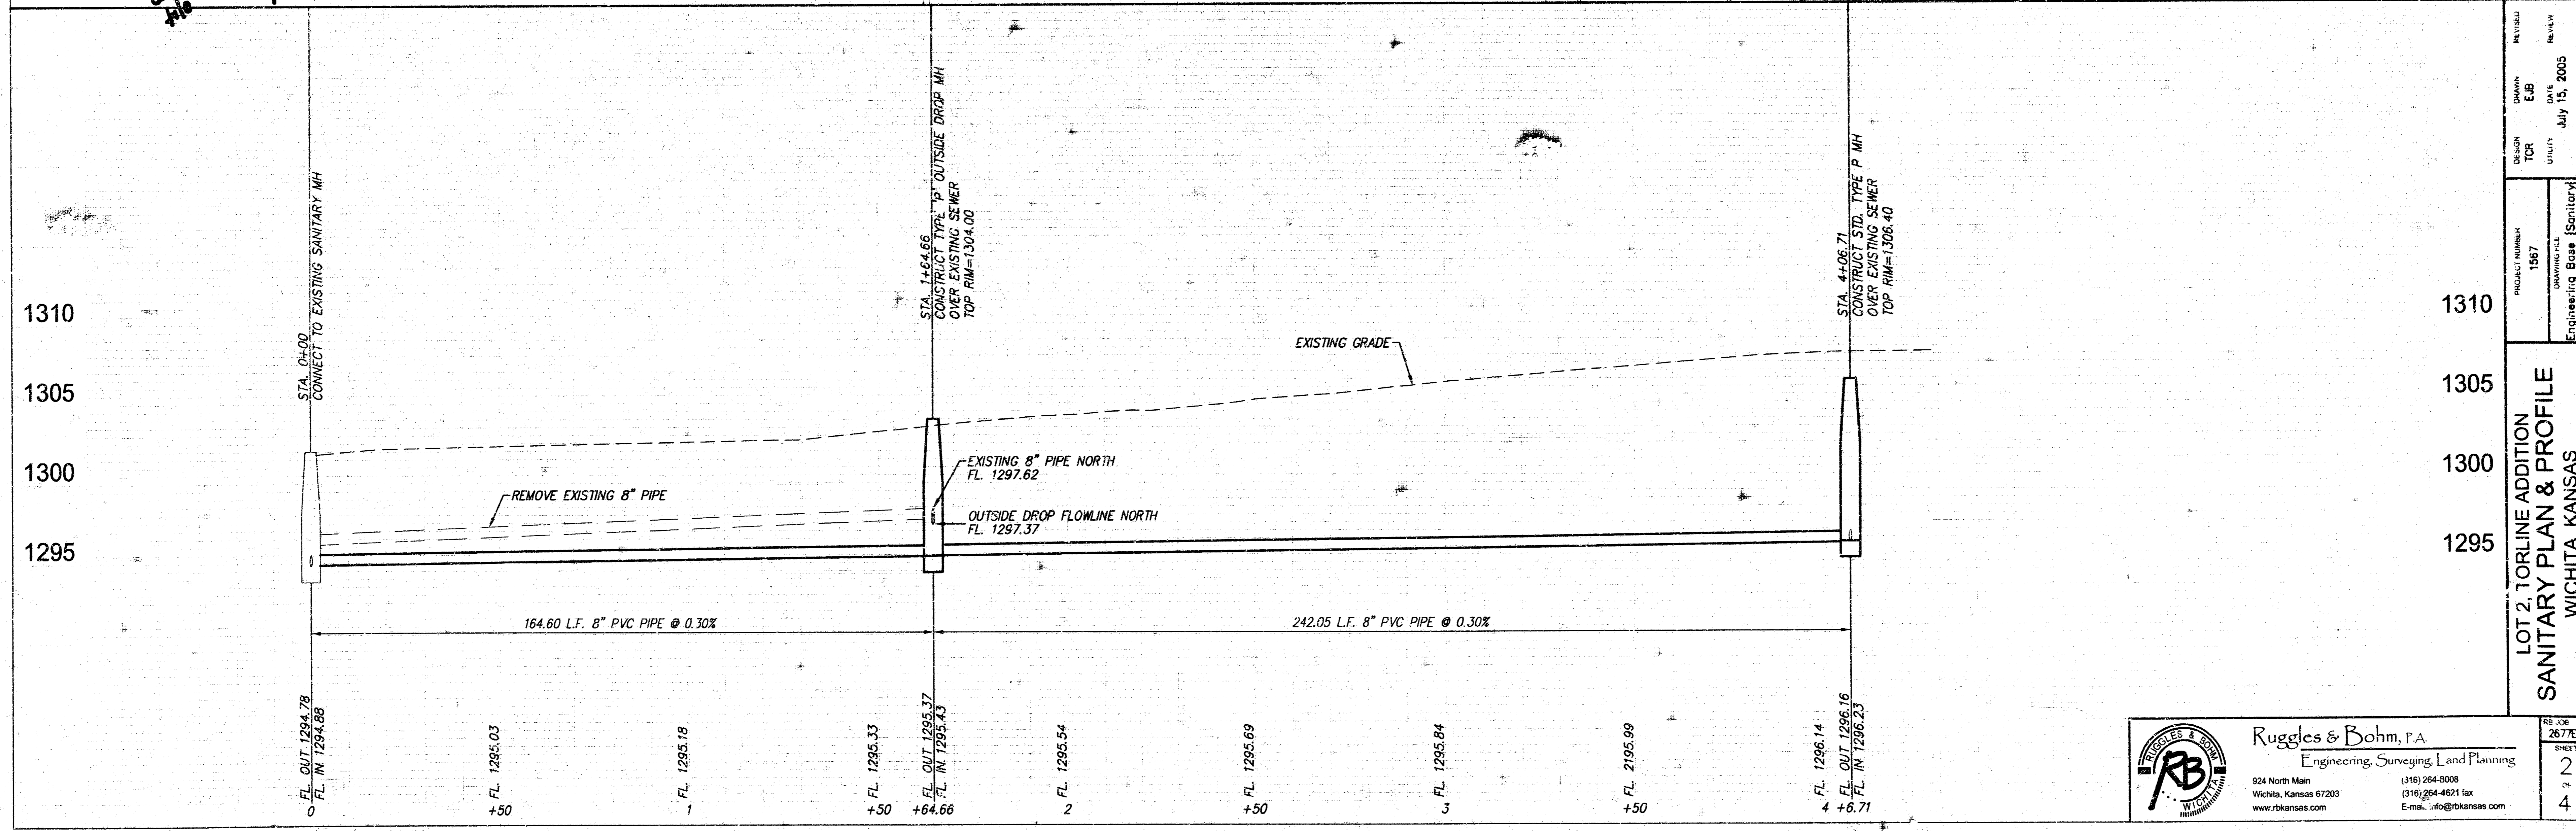 STA. 0+00
CONNECT TO EXISTING SANITARY MH
STA. 1+64.66
CONSTRUCT TYPE "P" OUTSIDE DROP MH
OVER EXISTING SEWER
TOP RIM=1304.00
STA. 4+06.71
CONSTRUCT STD. TYPE P MH
OVER EXISTING SEWER
TOP RIM=1306.40
1310
1305
1300
1295
1310
1305
1300
1295
EXISTING GRADE
EXISTING 8" PIPE NORTH
FL. 1297.62
REMOVE EXISTING 8" PIPE
OUTSIDE DROP FLOWLINE NORTH
FL. 1297.37
164.60 L.F. 8" PVC PIPE @ 0.30%
242.05 L.F. 8" PVC PIPE @ 0.30%
FL. OUT 1294.78
FL. IN 1294.88
FL. 1295.03
FL. 1295.18
FL. 1295.33
FL. OUT 1295.37
FL. IN 1295.43
FL. 1295.54
FL. 1295.69
FL. 1295.84
FL. 2195.99
FL. 1296.14
FL. OUT 1296.16
FL. IN 1296.23
0 +50 1 +50 +64.66 2 +50 3 +50 4 +6.71
DESIGN
TCR
DRAWN
EJB
REVISED
UTILITY
DATE
July 15, 2005
REVIEW
PROJECT NUMBER
1567
DRAWING FILE
Engineering Base (Sanitary)
LOT 2, TORLINE ADDITION
SANITARY PLAN & PROFILE
WICHITA, KANSAS
RUGGLES & BOHM
RB
WICHITA
Ruggles & Bohm, P.A.
Engineering, Surveying, Land Planning
924 North Main
Wichita, Kansas 67203
www.rbkansas.com
(316) 264-8008
(316) 264-4621 fax
info@rbkansas.com
RB JOB
2677E
SHEET
2
4